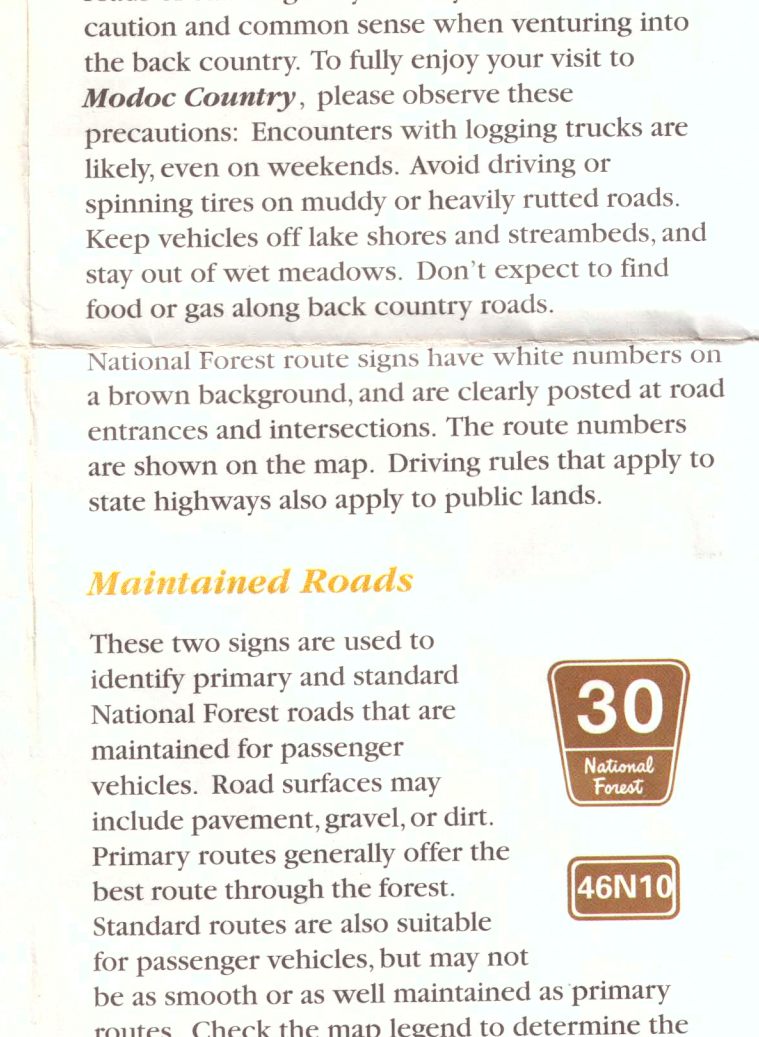 caution and common sense when venturing into
the back country. To fully enjoy your visit to
Modoc Country, please observe these
precautions: Encounters with logging trucks are
likely, even on weekends. Avoid driving or
spinning tires on muddy or heavily rutted roads.
Keep vehicles off lake shores and streambeds, and
stay out of wet meadows. Don't expect to find
food or gas along back country roads.
National Forest route signs have white numbers on
a brown background, and are clearly posted at road
entrances and intersections. The route numbers
are shown on the map. Driving rules that apply to
state highways also apply to public lands.
Maintained Roads
These two signs are used to
identify primary and standard
National Forest roads that are
maintained for passenger
vehicles. Road surfaces may
include pavement, gravel, or dirt.
Primary routes generally offer the
best route through the forest.
Standard routes are also suitable
for passenger vehicles, but may not
be as smooth or as well maintained as primary
routes. Check the map legend to determine the
30
National
Forest
46N10